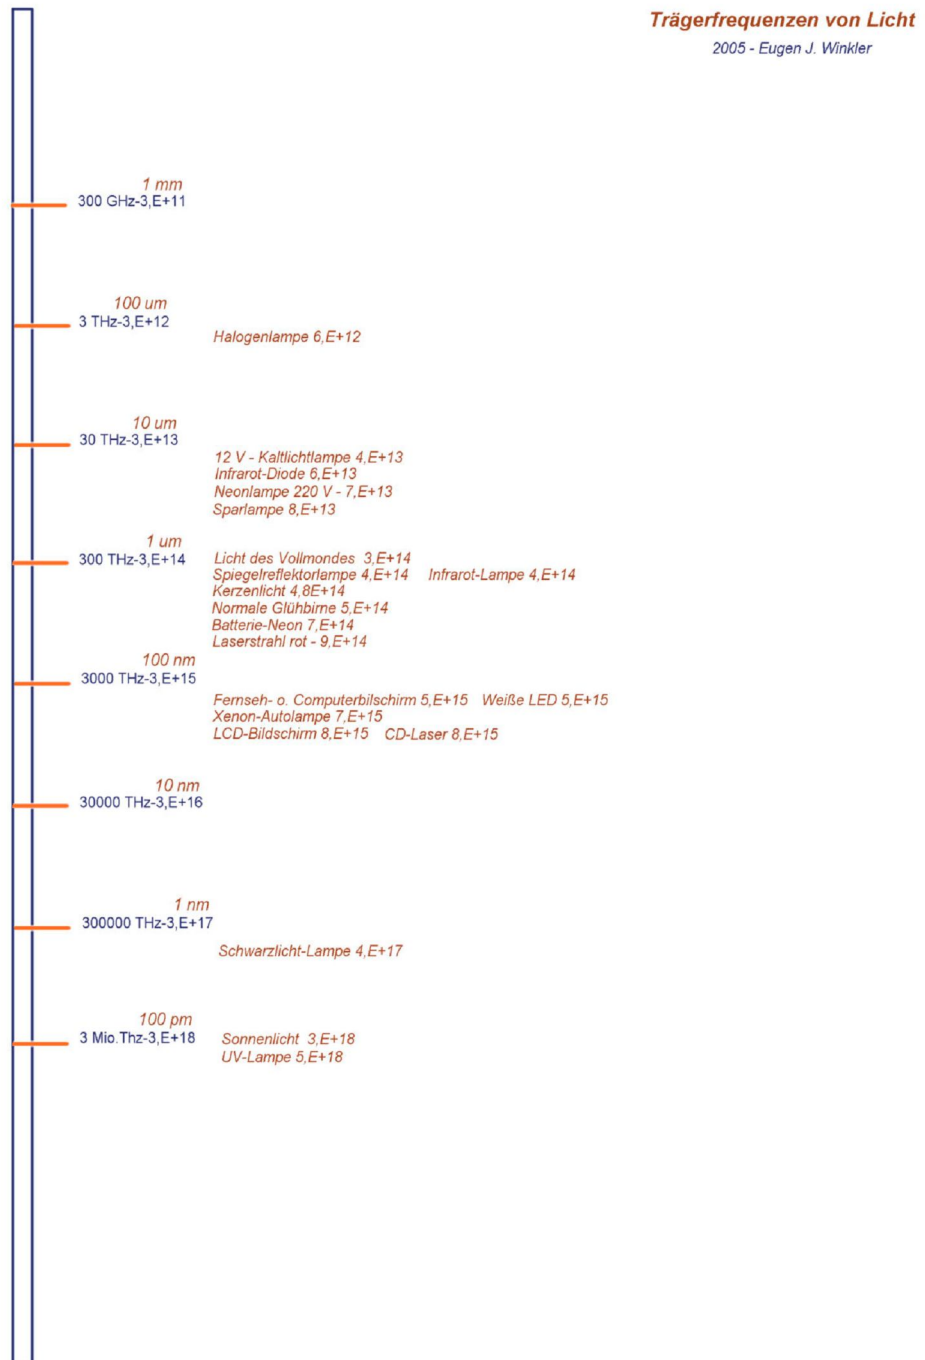 Trägerfrequenzen von Licht
2005 - Eugen J. Winkler
1 mm
300 GHz-3,E+11
100 um
3 THz-3,E+12
Halogenlampe 6,E+12
10 um
30 THz-3,E+13
12 V - Kaltlichtlampe 4,E+13
Infrarot-Diode 6,E+13
Neonlampe 220 V - 7,E+13
Sparlampe 8,E+13
1 um
300 THz-3,E+14
Licht des Vollmondes 3,E+14
Spiegelreflektorlampe 4,E+14 Infrarot-Lampe 4,E+14
Kerzenlicht 4,8E+14
Normale Glühbirne 5,E+14
Batterie-Neon 7,E+14
Laserstrahl rot - 9,E+14
100 nm
3000 THz-3,E+15
Fernseh- o. Computerbilschirm 5,E+15 Weiße LED 5,E+15
Xenon-Autolampe 7,E+15
LCD-Bildschirm 8,E+15 CD-Laser 8,E+15
10 nm
30000 THz-3,E+16
1 nm
300000 THz-3,E+17
Schwarzlicht-Lampe 4,E+17
100 pm
3 Mio.Thz-3,E+18
Sonnenlicht 3,E+18
UV-Lampe 5,E+18